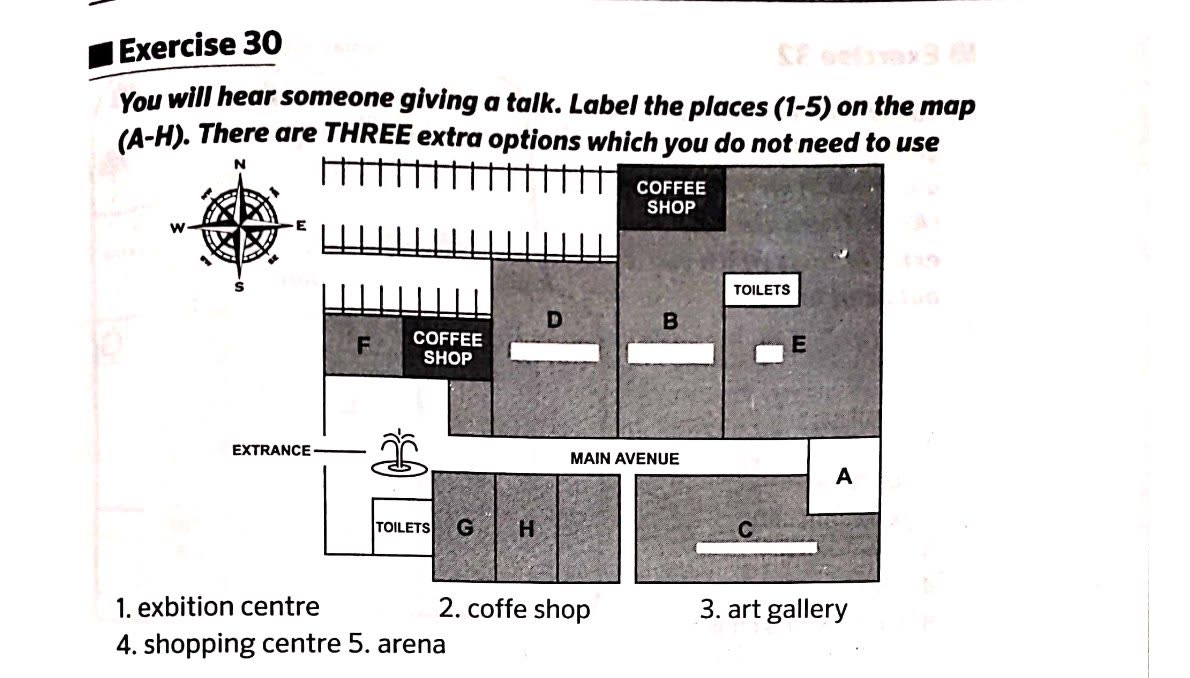 Exercise 30
You will hear someone giving a talk. Label the places (1-5) on the map
(A-H). There are THREE extra options which you do not need to use
N
W
E
S
COFFEE
SHOP
TOILETS
D
B
E
F
COFFEE
SHOP
EXTRANCE
MAIN AVENUE
A
TOILETS
G
H
C
1. exbition centre 2. coffe shop 3. art gallery
4. shopping centre 5. arena